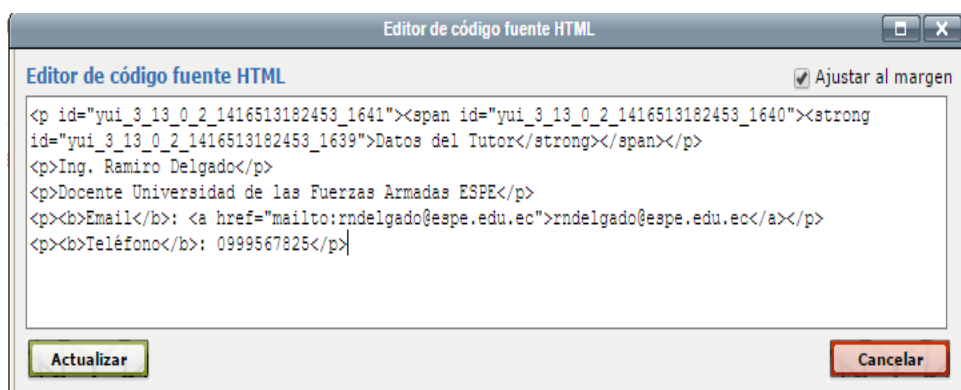 Editor de código fuente HTML
Editor de código fuente HTML
Ajustar al margen
<p id="yui_3_13_0_2_1416513182453_1641"><span id="yui_3_13_0_2_1416513182453_1640"><strong
id="yui_3_13_0_2_1416513182453_1639">Datos del Tutor</strong></span></p>
<p>Ing. Ramiro Delgado</p>
<p>Docente Universidad de las Fuerzas Armadas ESPE</p>
<p><b>Email</b>: <a href="mailto:rndelgado@espe.edu.ec">rndelgado@espe.edu.ec</a></p>
<p><b>Teléfono</b>: 0999567825</p>
Actualizar
Cancelar